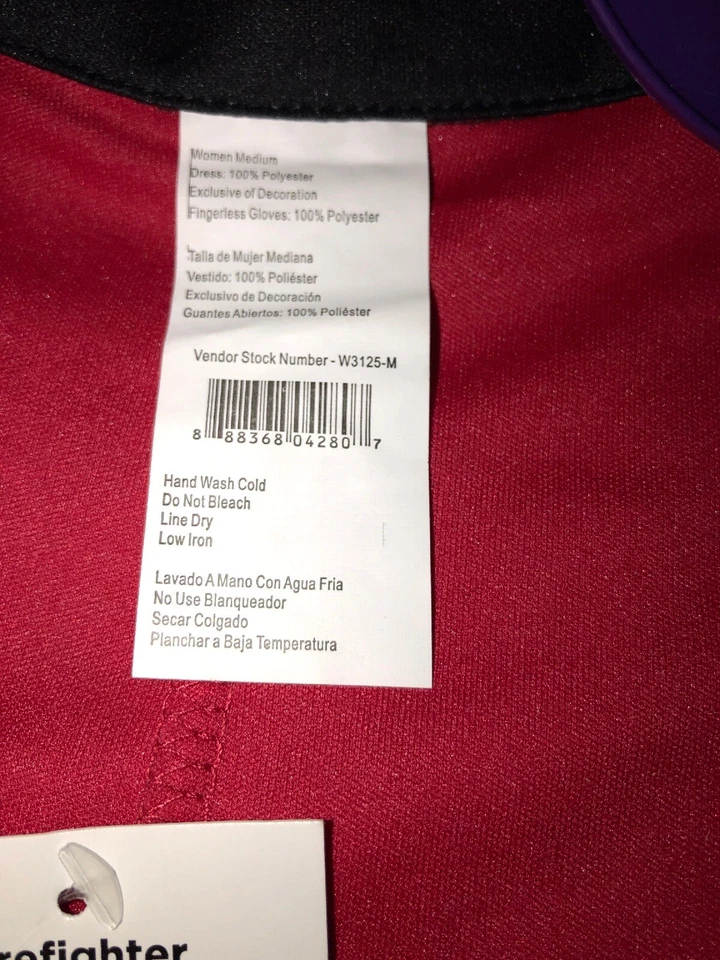 Women Medium
Dress: 100% Polyester
Exclusive of Decoration
Fingerless Gloves: 100% Polyester
Talla de Mujer Mediana
Vestido: 100% Poliéster
Exclusivo de Decoración
Guantes Abiertos: 100% Poliéster
Vendor Stock Number - W3125-M
8 88368 04280 7
Hand Wash Cold
Do Not Bleach
Line Dry
Low Iron
Lavado A Mano Con Agua Fria
No Use Blanqueador
Secar Colgado
Planchar a Baja Temperatura
refighter